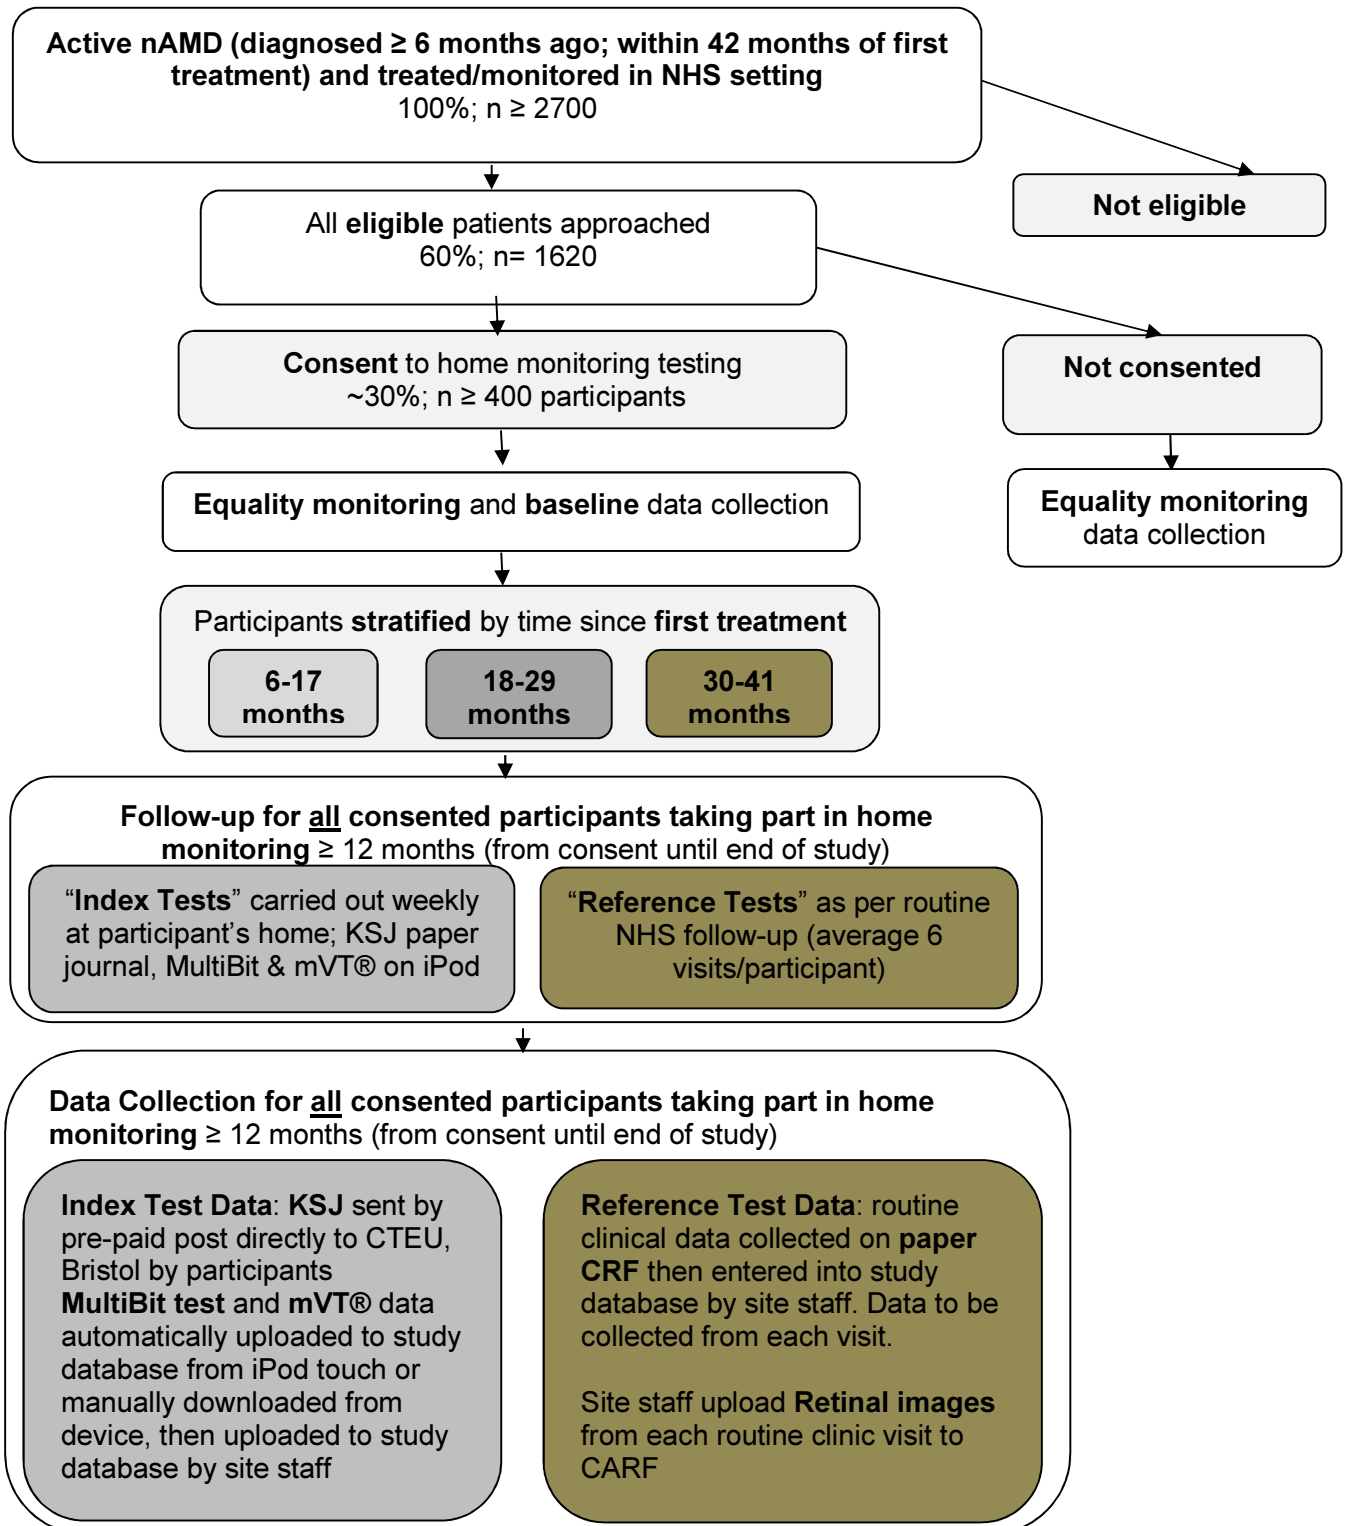 Active nAMD (diagnosed ≥ 6 months ago; within 42 months of first
treatment) and treated/monitored in NHS setting
100%; n ≥ 2700
Not eligible
All eligible patients approached
60%; n= 1620
Consent to home monitoring testing
~30%; n ≥ 400 participants
Not consented
Equality monitoring and baseline data collection
Equality monitoring
data collection
Participants stratified by time since first treatment
6-17
months
18-29
months
30-41
months
Follow-up for all consented participants taking part in home
monitoring ≥ 12 months (from consent until end of study)
“Index Tests” carried out weekly
at participant’s home; KSJ paper
journal, MultiBit & mVT® on iPod
“Reference Tests” as per routine
NHS follow-up (average 6
visits/participant)
Data Collection for all consented participants taking part in home
monitoring ≥ 12 months (from consent until end of study)
Index Test Data: KSJ sent by
pre-paid post directly to CTEU,
Bristol by participants
MultiBit test and mVT® data
automatically uploaded to study
database from iPod touch or
manually downloaded from
device, then uploaded to study
database by site staff
Reference Test Data: routine
clinical data collected on paper
CRF then entered into study
database by site staff. Data to be
collected from each visit.
Site staff upload Retinal images
from each routine clinic visit to
CARF